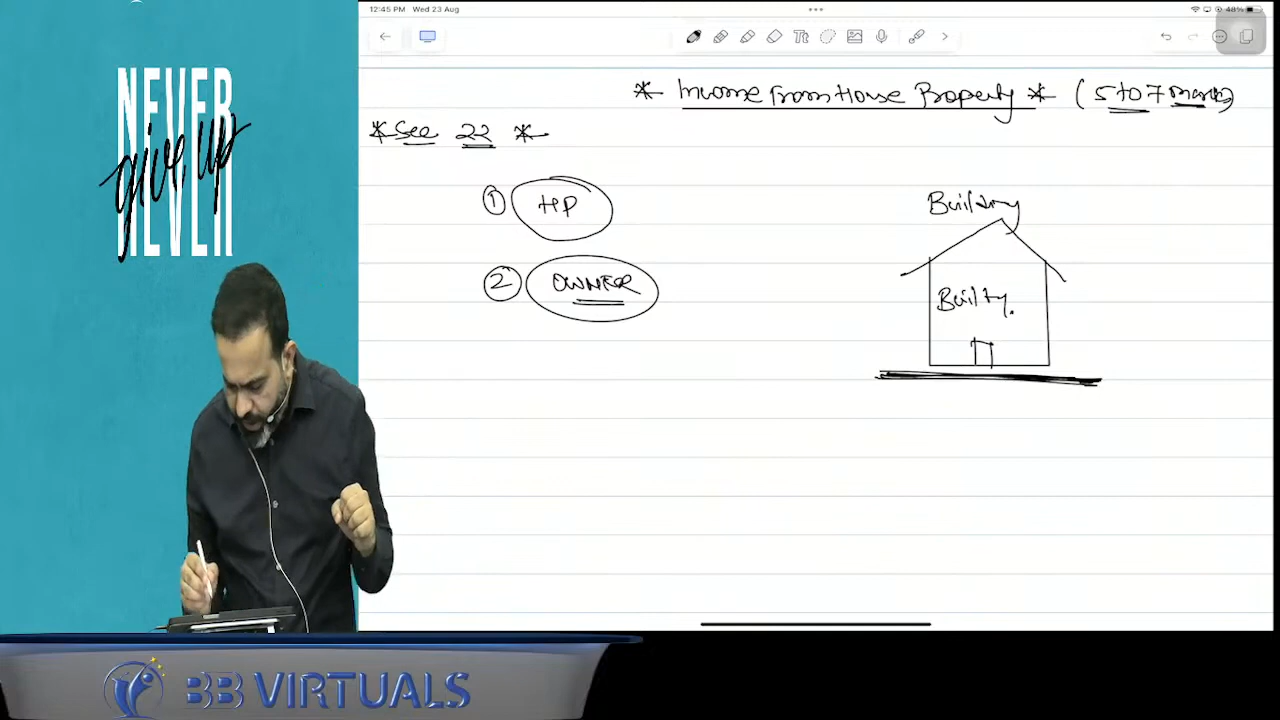 12:45 PM Wed 23 Aug
48%
NEVER
give up
NEVER
* Income from House Property * (5 to 7 marks)
* Sec 22 *
① HP
② OWNER
Building
BB VIRTUALS